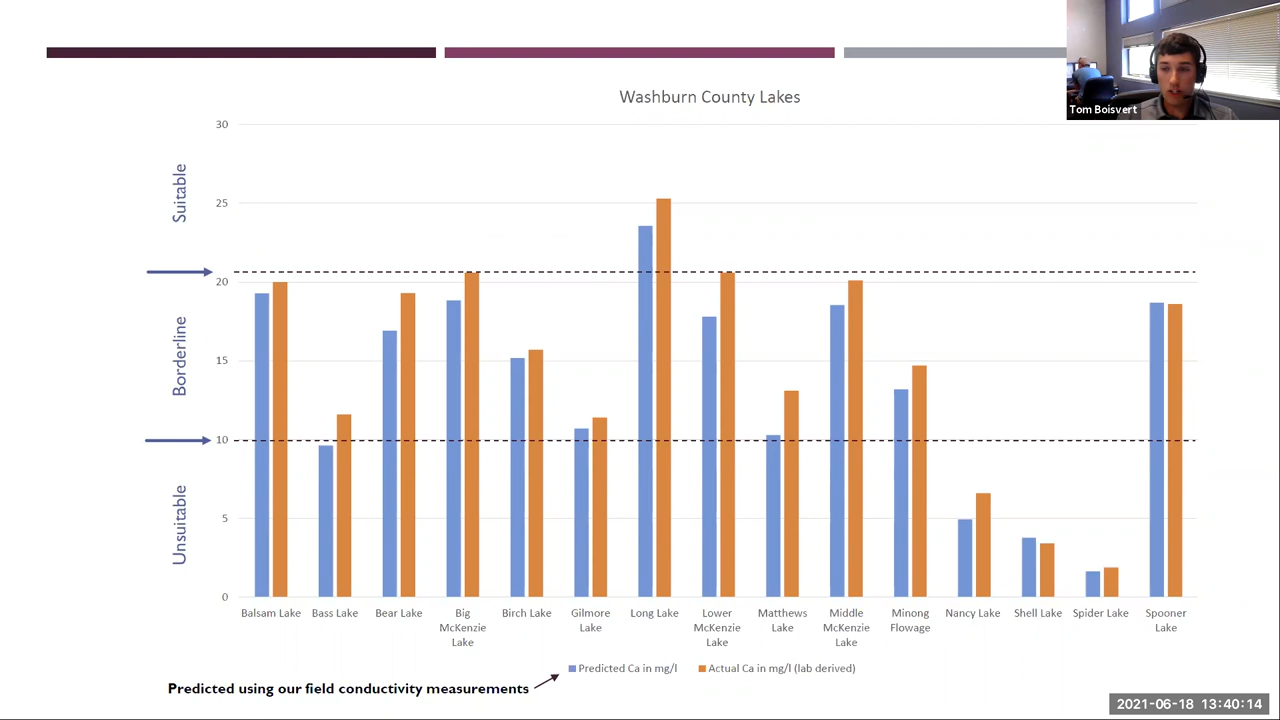 Tom Boisvert
Washburn County Lakes
30
25
20
15
10
5
0
Suitable
Borderline
Unsuitable
Balsam Lake
Bass Lake
Bear Lake
Big
McKenzie
Lake
Birch Lake
Gilmore
Lake
Long Lake
Lower
McKenzie
Lake
Matthews
Lake
Middle
McKenzie
Lake
Minong
Flowage
Nancy Lake
Shell Lake
Spider Lake
Spooner
Lake
Predicted Ca in mg/l
Actual Ca in mg/l (lab derived)
Predicted using our field conductivity measurements
2021-06-18 13:40:14